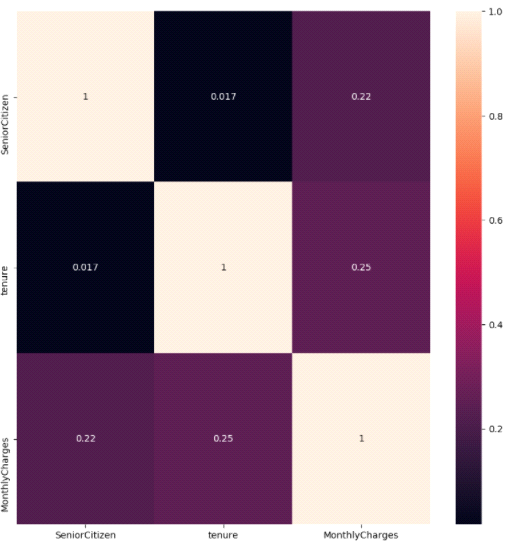 1.0
SeniorCitizen
1
0.017
0.22
0.8
0.6
tenure
0.017
1
0.25
0.4
MonthlyCharges
0.22
0.25
1
0.2
SeniorCitizen
tenure
MonthlyCharges